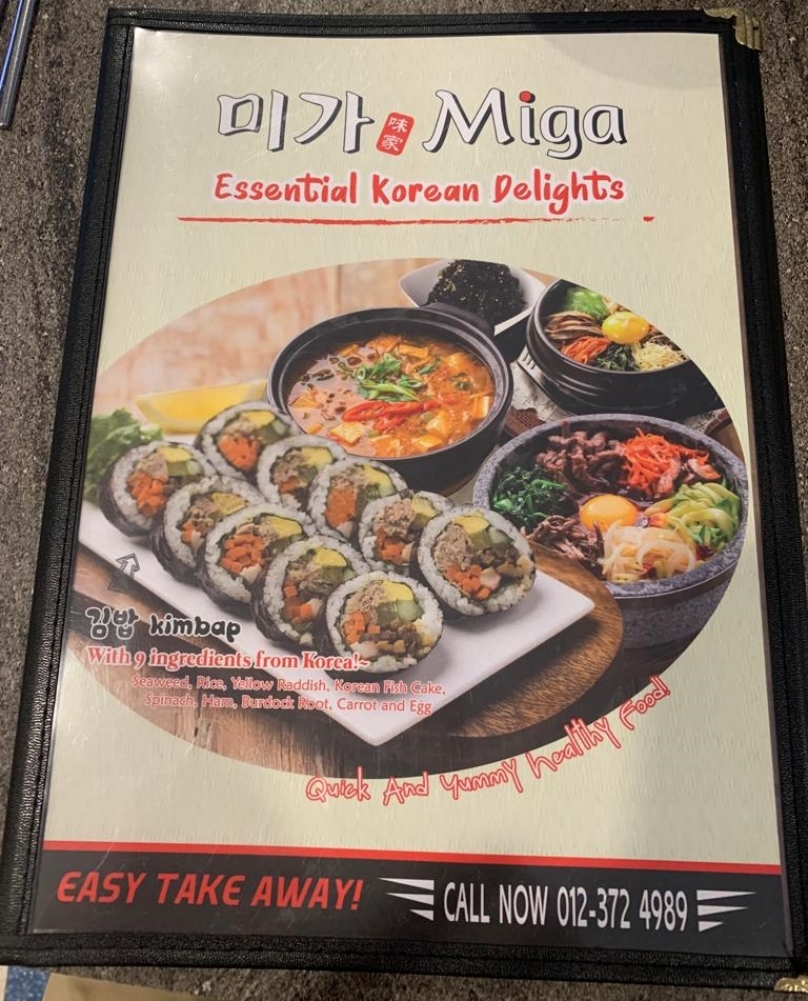 미가 味家 Miga
Essential Korean Delights
김밥 kimbap
With 9 ingredients from Korea!~
Seaweed, Rice, Yellow Raddish, Korean Fish Cake,
Spinach, Ham, Burdock Root, Carrot and Egg
Quick And Yummy Healthy Food!
EASY TAKE AWAY!
CALL NOW 012-372 4989